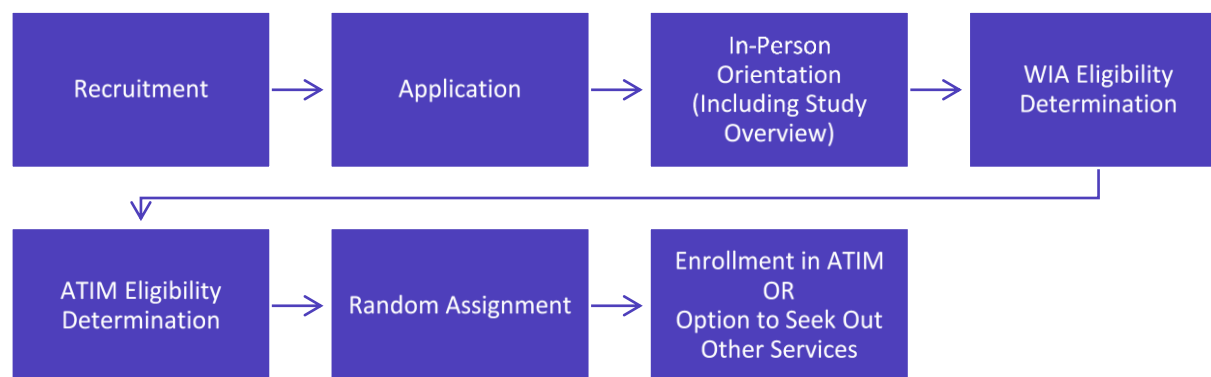 Recruitment
Application
In-Person
Orientation
(Including Study
Overview)
WIA Eligibility
Determination
ATIM Eligibility
Determination
Random Assignment
Enrollment in ATIM
OR
Option to Seek Out
Other Services